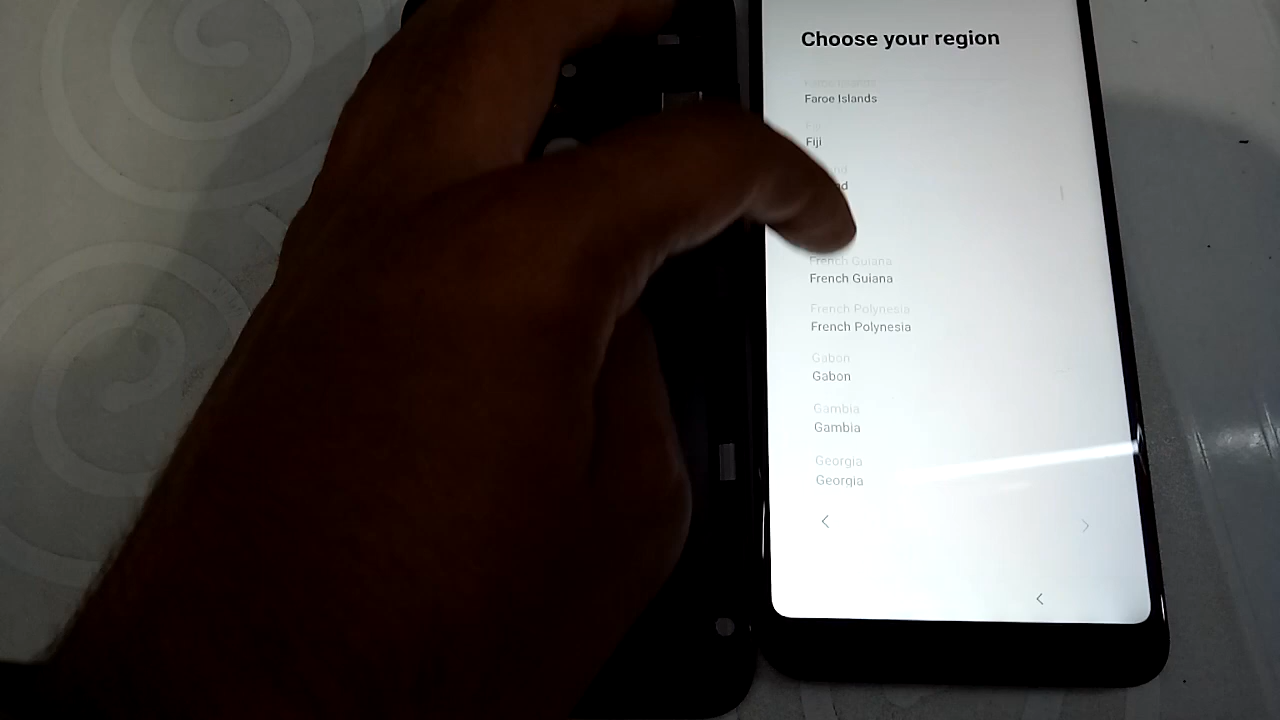 Choose your region
Faroe Islands
Fiji
French Guiana
French Guiana
French Polynesia
French Polynesia
Gabon
Gabon
Gambia
Gambia
Georgia
Georgia